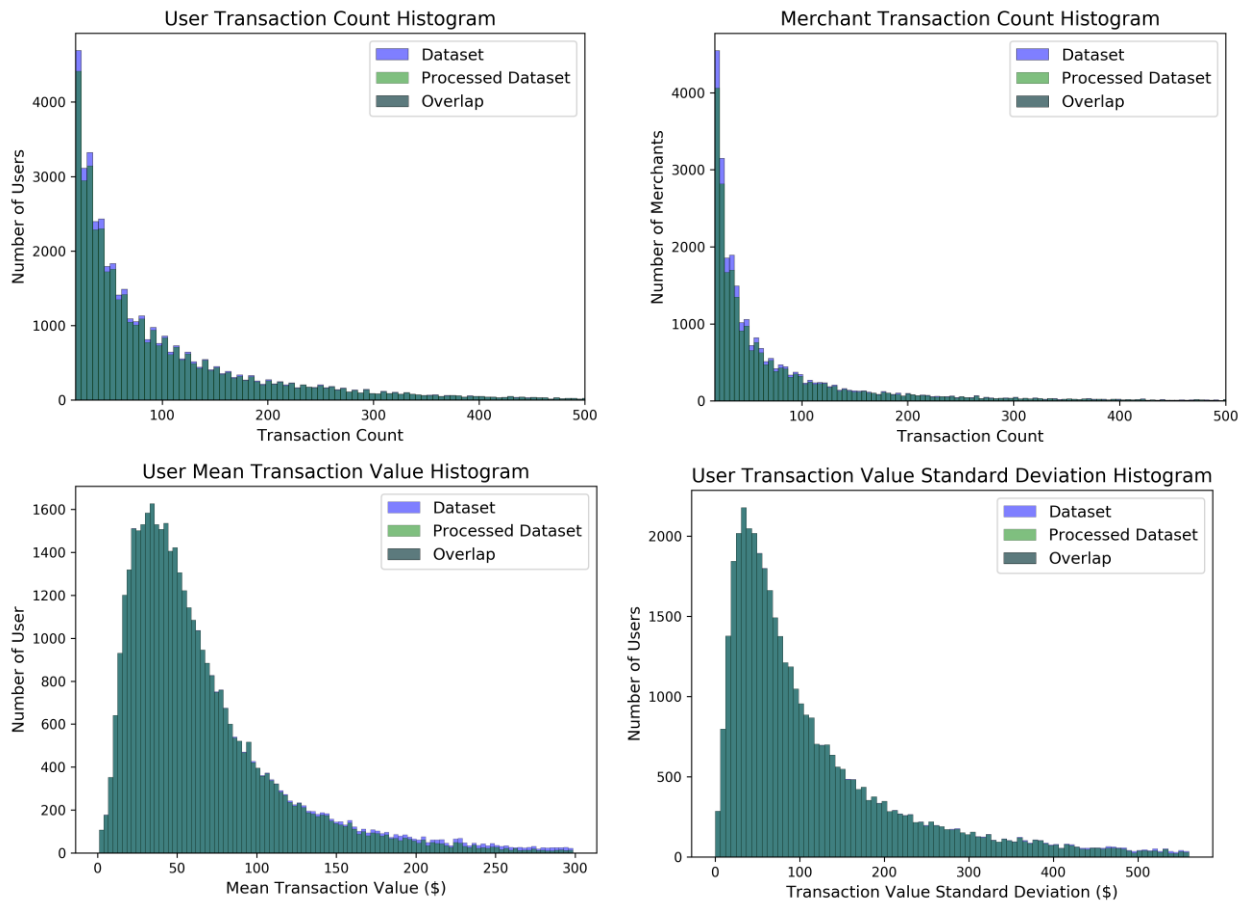 User Transaction Count Histogram
Number of Users
4000
3000
2000
1000
0
Dataset
Processed Dataset
Overlap
100
200
300
400
500
Transaction Count
Merchant Transaction Count Histogram
Number of Merchants
4000
3000
2000
1000
0
Dataset
Processed Dataset
Overlap
100
200
300
400
500
Transaction Count
User Mean Transaction Value Histogram
Number of User
1600
1400
1200
1000
800
600
400
200
0
Dataset
Processed Dataset
Overlap
0
50
100
150
200
250
300
Mean Transaction Value ($)
User Transaction Value Standard Deviation Histogram
Number of Users
2000
1500
1000
500
0
Dataset
Processed Dataset
Overlap
0
100
200
300
400
500
Transaction Value Standard Deviation ($)